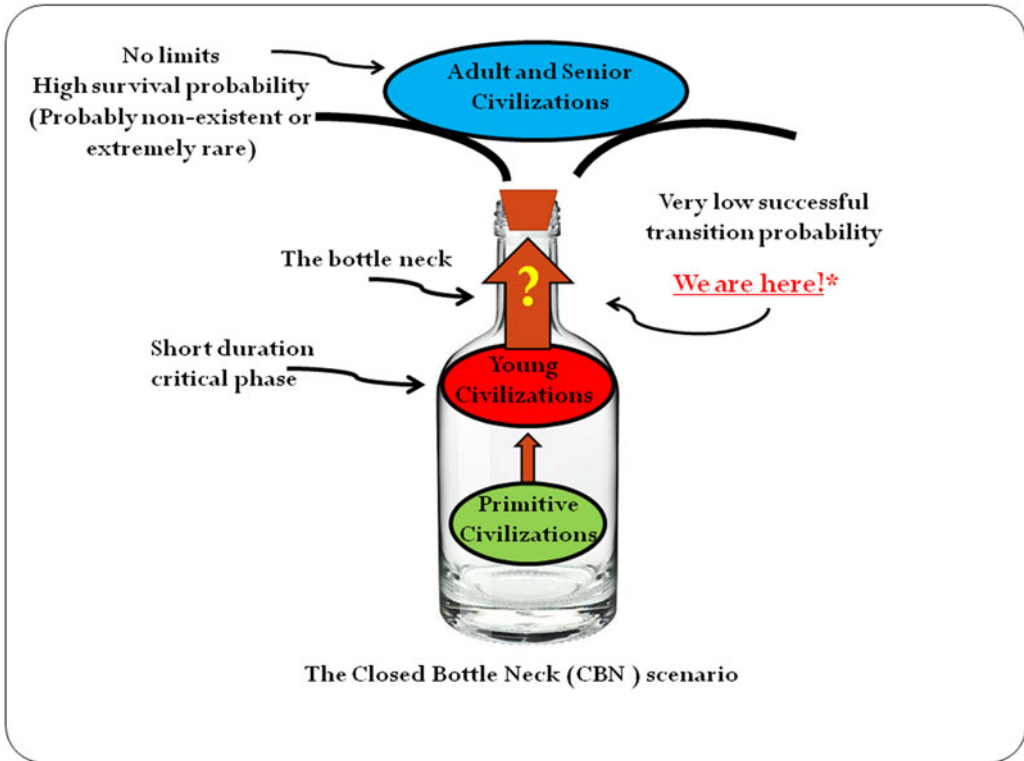 No limits
High survival probability
(Probably non-existent or
extremely rare)
Adult and Senior
Civilizations
Very low successful
transition probability
We are here!*
The bottle neck
?
Short duration
critical phase
Young
Civilizations
Primitive
Civilizations
The Closed Bottle Neck (CBN ) scenario